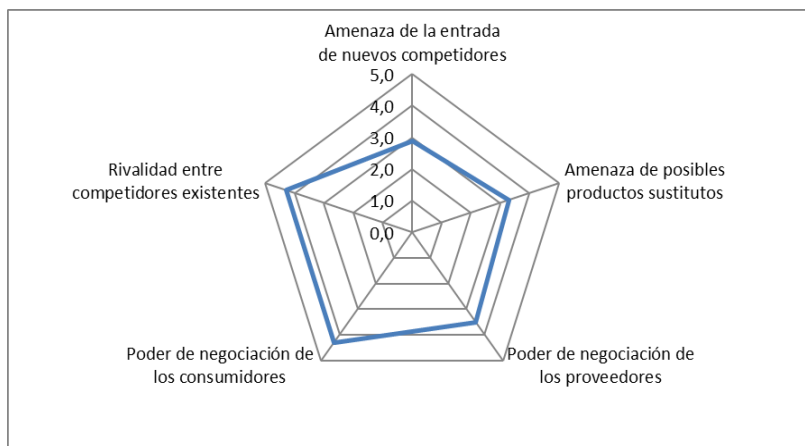 Amenaza de la entrada
de nuevos competidores
5,0
4,0
3,0
2,0
1,0
0,0
Rivalidad entre
competidores existentes
Amenaza de posibles
productos sustitutos
Poder de negociación de
los consumidores
Poder de negociación de
los proveedores